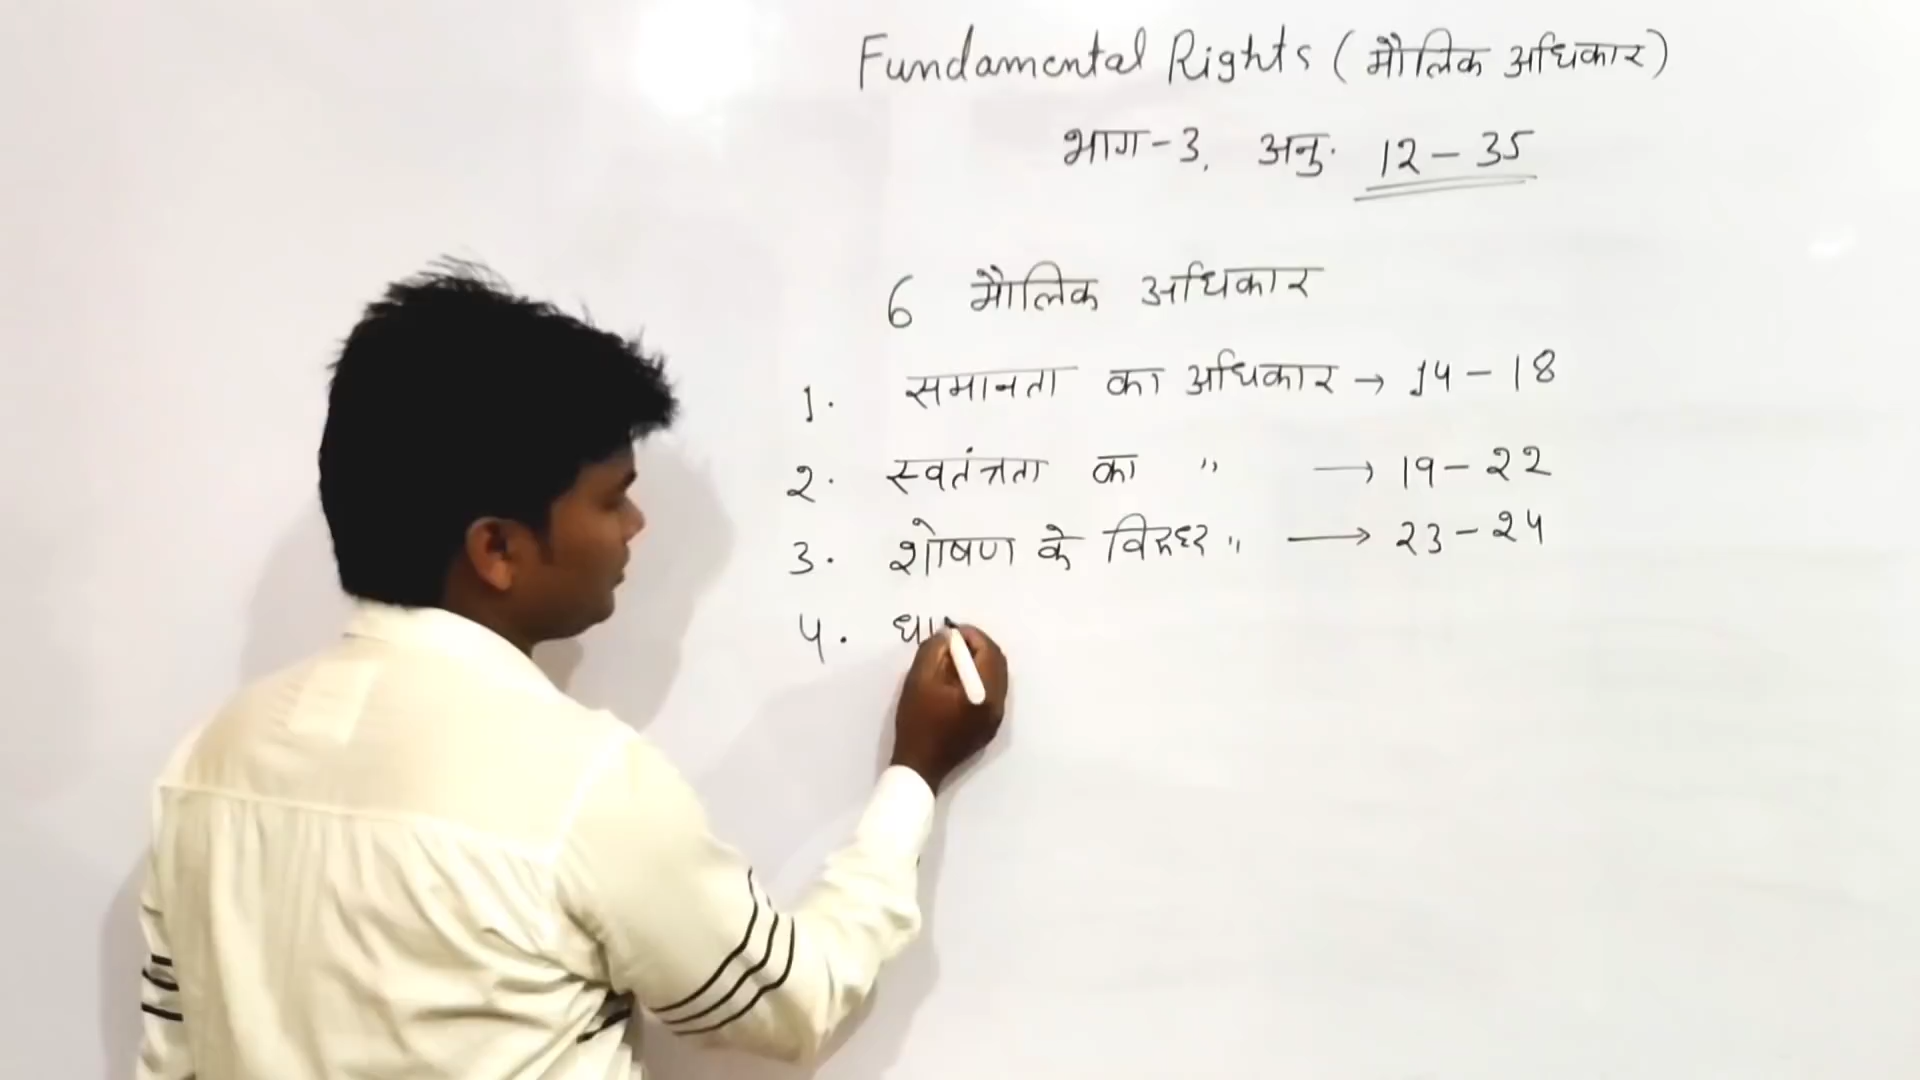 Fundamental Rights (मौलिक अधिकार)
भाग-3, अनु. 12-35
6 मौलिक अधिकार
1. समानता का अधिकार → 14-18
2. स्वतंत्रता का " → 19-22
3. शोषण के विरुद्ध " → 23-24
4. धा